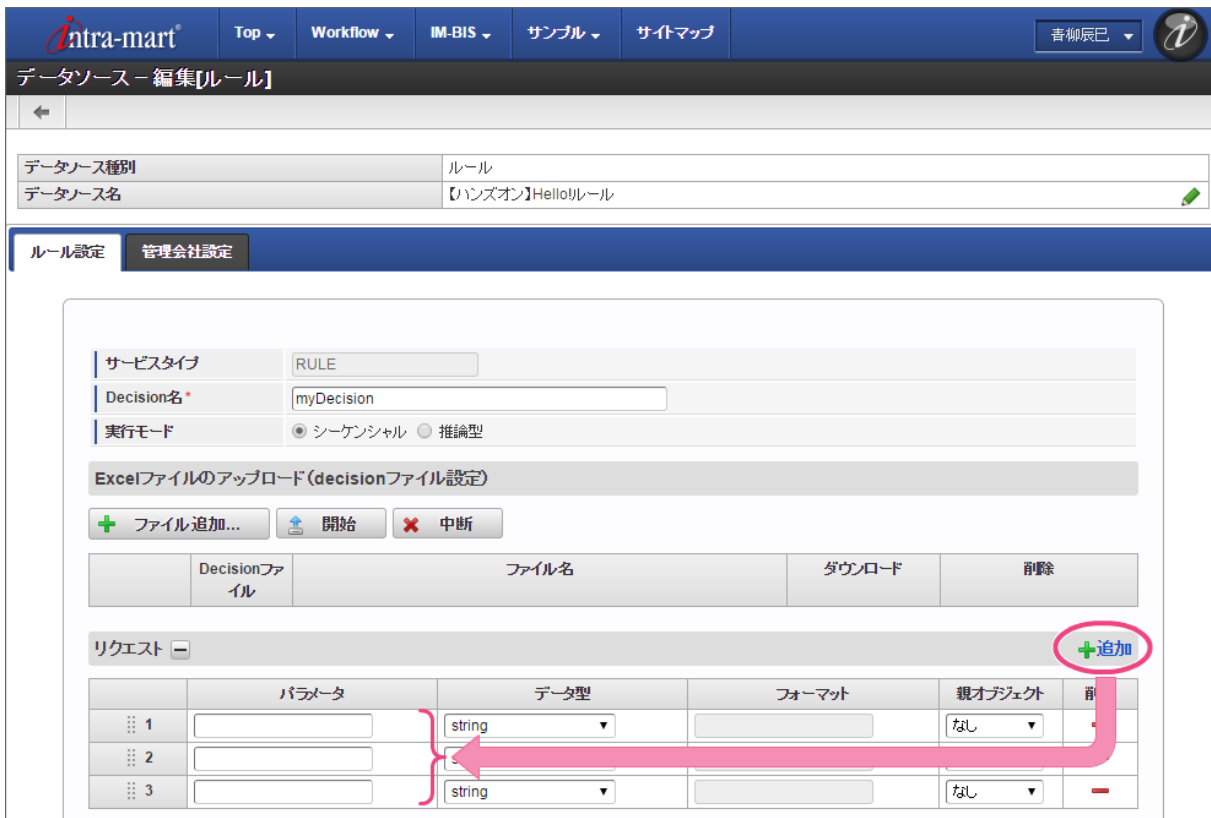 intra-mart® Top Workflow IM-BIS サンプル サイトマップ 青柳辰巳
データソース - 編集[ルール]
データソース種別 ルール
データソース名 【ハンズオン】Hello!ルール
ルール設定 管理会社設定
サービスタイプ RULE
Decision名* myDecision
実行モード シーケンシャル 推論型
Excelファイルのアップロード(decisionファイル設定)
ファイル追加... 開始 中断
Decisionファイル ファイル名 ダウンロード 削除
リクエスト 追加
パラメータ データ型 フォーマット 親オブジェクト
1 string なし
2
3 string なし